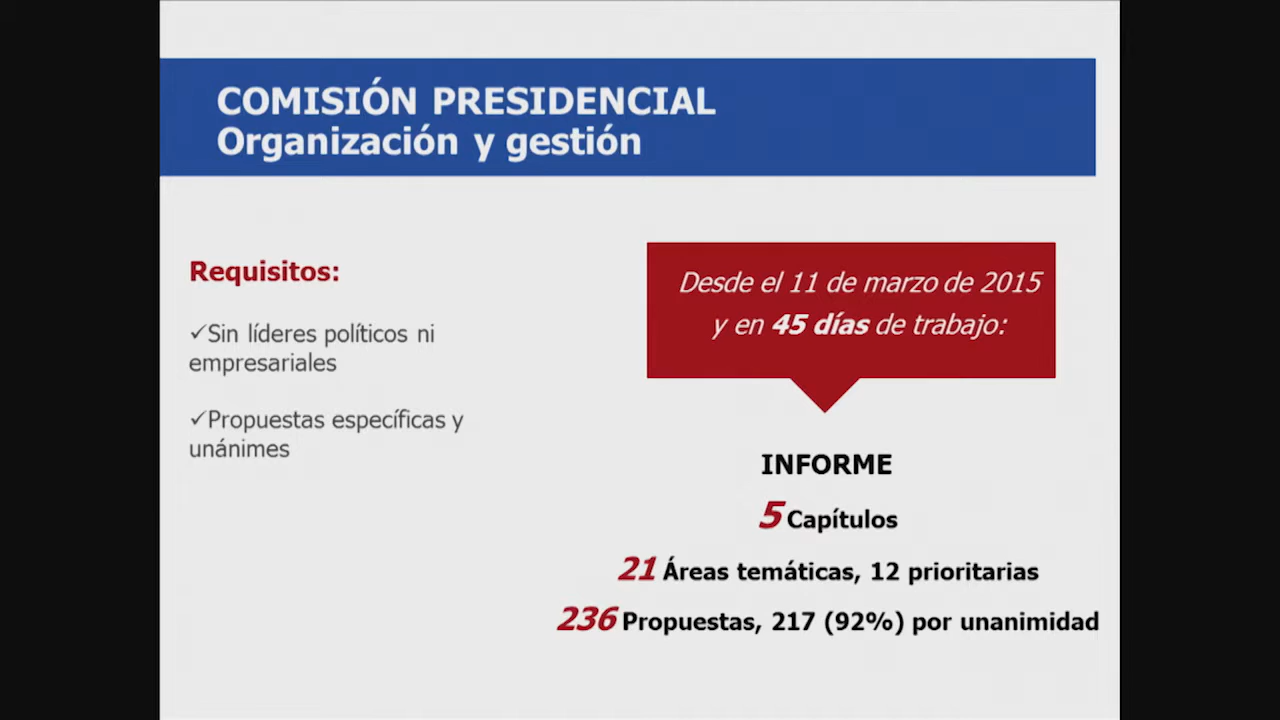 COMISIÓN PRESIDENCIAL
Organización y gestión
Requisitos:
✓Sin líderes políticos ni
empresariales
✓Propuestas específicas y
unánimes
Desde el 11 de marzo de 2015
y en 45 días de trabajo:
INFORME
5 Capítulos
21 Áreas temáticas, 12 prioritarias
236 Propuestas, 217 (92%) por unanimidad